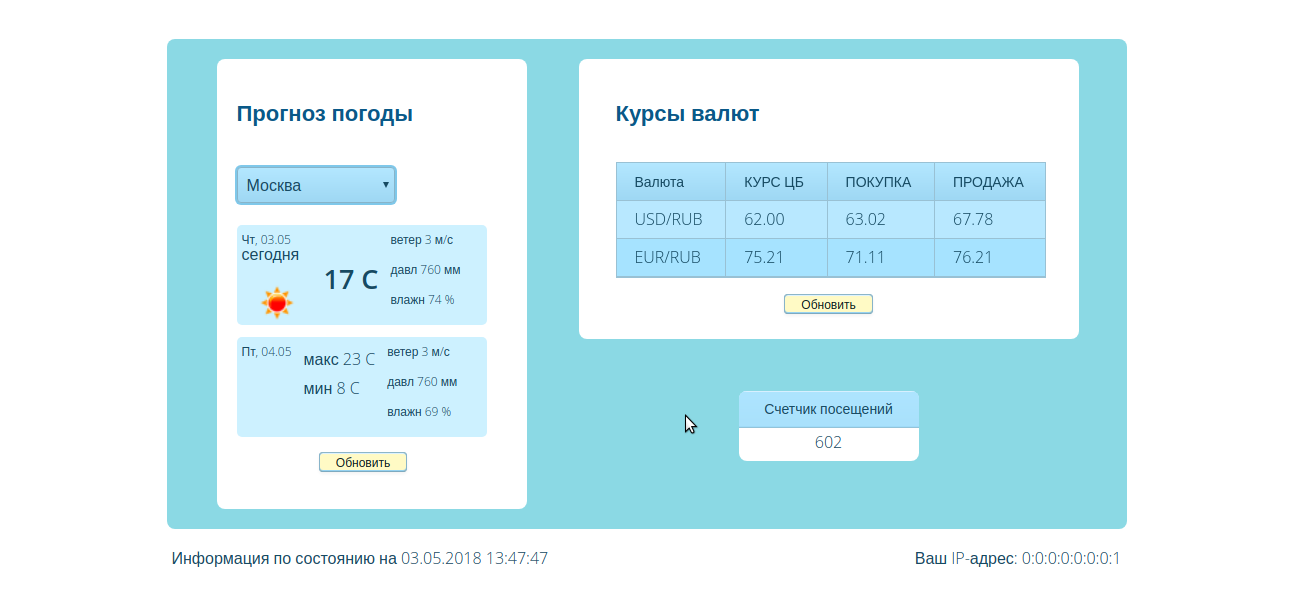 Прогноз погоды
Москва
Чт, 03.05
сегодня
17 C
ветер 3 м/с
давл 760 мм
влажн 74 %
Пт, 04.05
макс 23 C
мин 8 C
ветер 3 м/с
давл 760 мм
влажн 69 %
Обновить
Курсы валют
Валюта КУРС ЦБ ПОКУПКА ПРОДАЖА
USD/RUB 62.00 63.02 67.78
EUR/RUB 75.21 71.11 76.21
Обновить
Счетчик посещений
602
Информация по состоянию на 03.05.2018 13:47:47
Ваш IP-адрес: 0:0:0:0:0:0:0:1